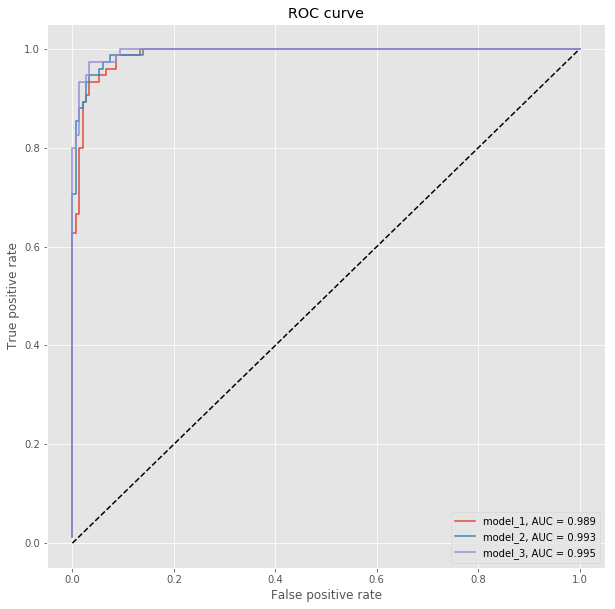 ROC curve
1.0
0.8
0.6
0.4
0.2
0.0
True positive rate
0.0 0.2 0.4 0.6 0.8 1.0
False positive rate
model_1, AUC = 0.989
model_2, AUC = 0.993
model_3, AUC = 0.995